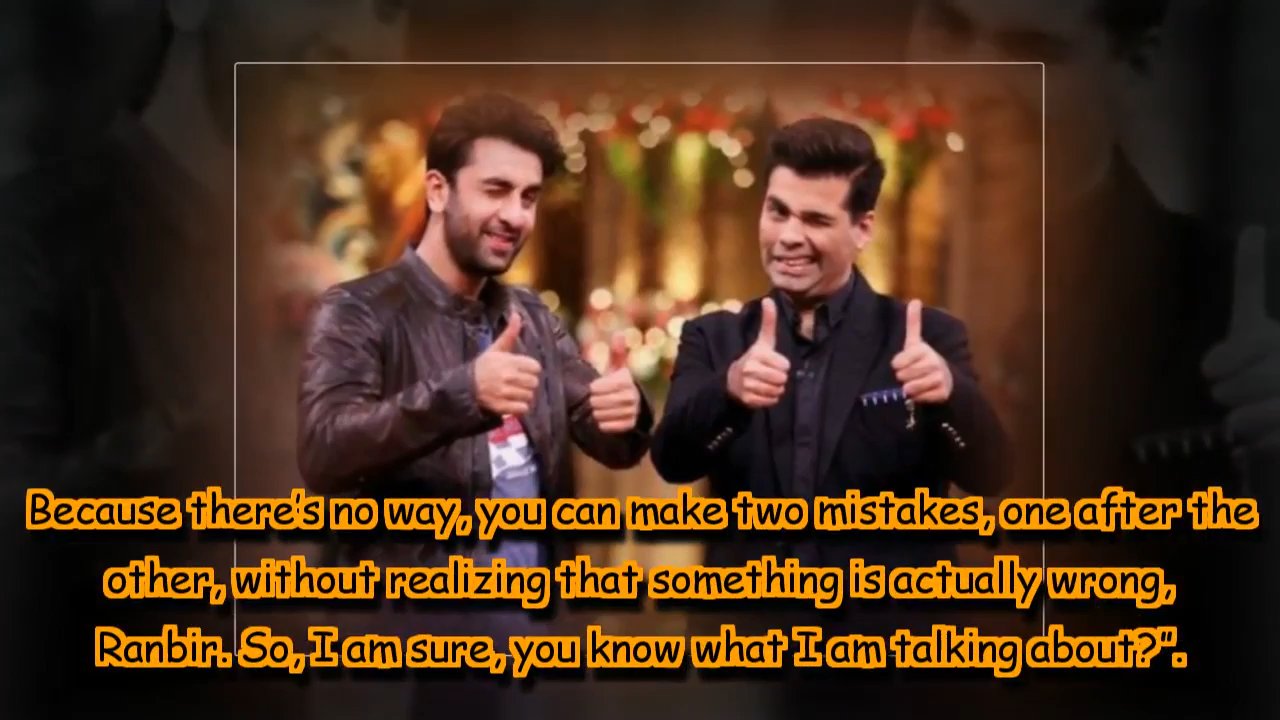 Because there's no way, you can make two mistakes, one after the
other, without realizing that something is actually wrong,
Ranbir. So, I am sure, you know what I am talking about?".